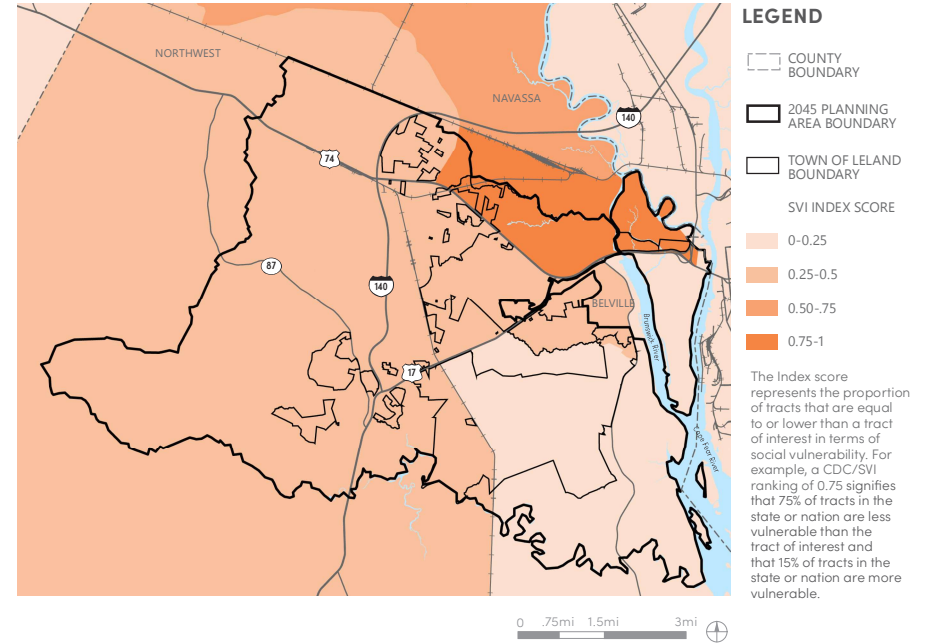 NORTHWEST
NAVASSA
140
74
87
140
BELVILLE
Brunswick River
17
Cape Fear River
LEGEND
COUNTY
BOUNDARY
2045 PLANNING
AREA BOUNDARY
TOWN OF LELAND
BOUNDARY
SVI INDEX SCORE
0-0.25
0.25-0.5
0.50-.75
0.75-1
The Index score
represents the proportion
of tracts that are equal
to or lower than a tract
of interest in terms of
social vulnerability. For
example, a CDC/SVI
ranking of 0.75 signifies
that 75% of tracts in the
state or nation are less
vulnerable than the
tract of interest and
that 15% of tracts in the
state or nation are more
vulnerable.
0 .75mi 1.5mi 3mi